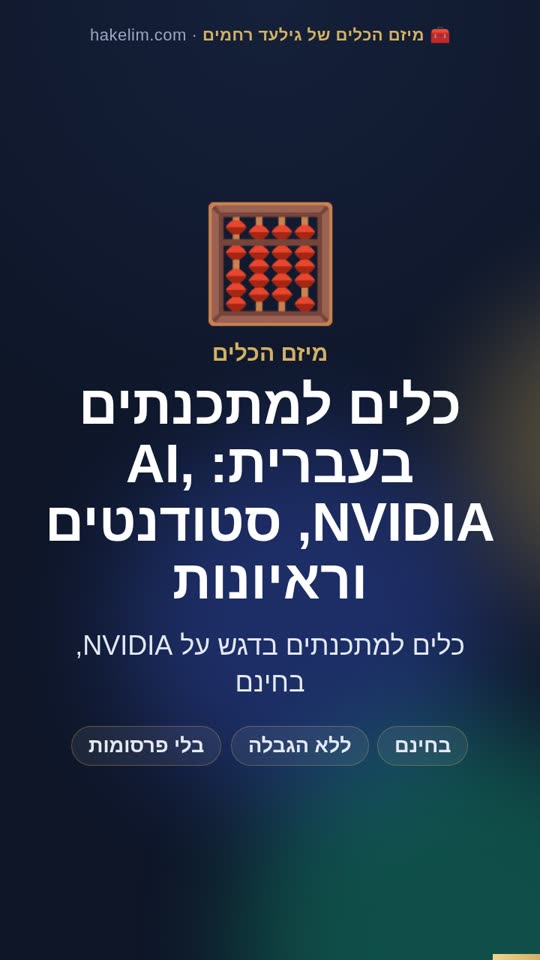 🧰 מיזם הכלים של גילעד רחמים · hakelim.com
מיזם הכלים
כלים למתכנתים
בעברית: AI,
NVIDIA, סטודנטים
וראיונות
כלים למתכנתים בדגש על NVIDIA,
בחינם
בחינם
ללא הגבלה
בלי פרסומות